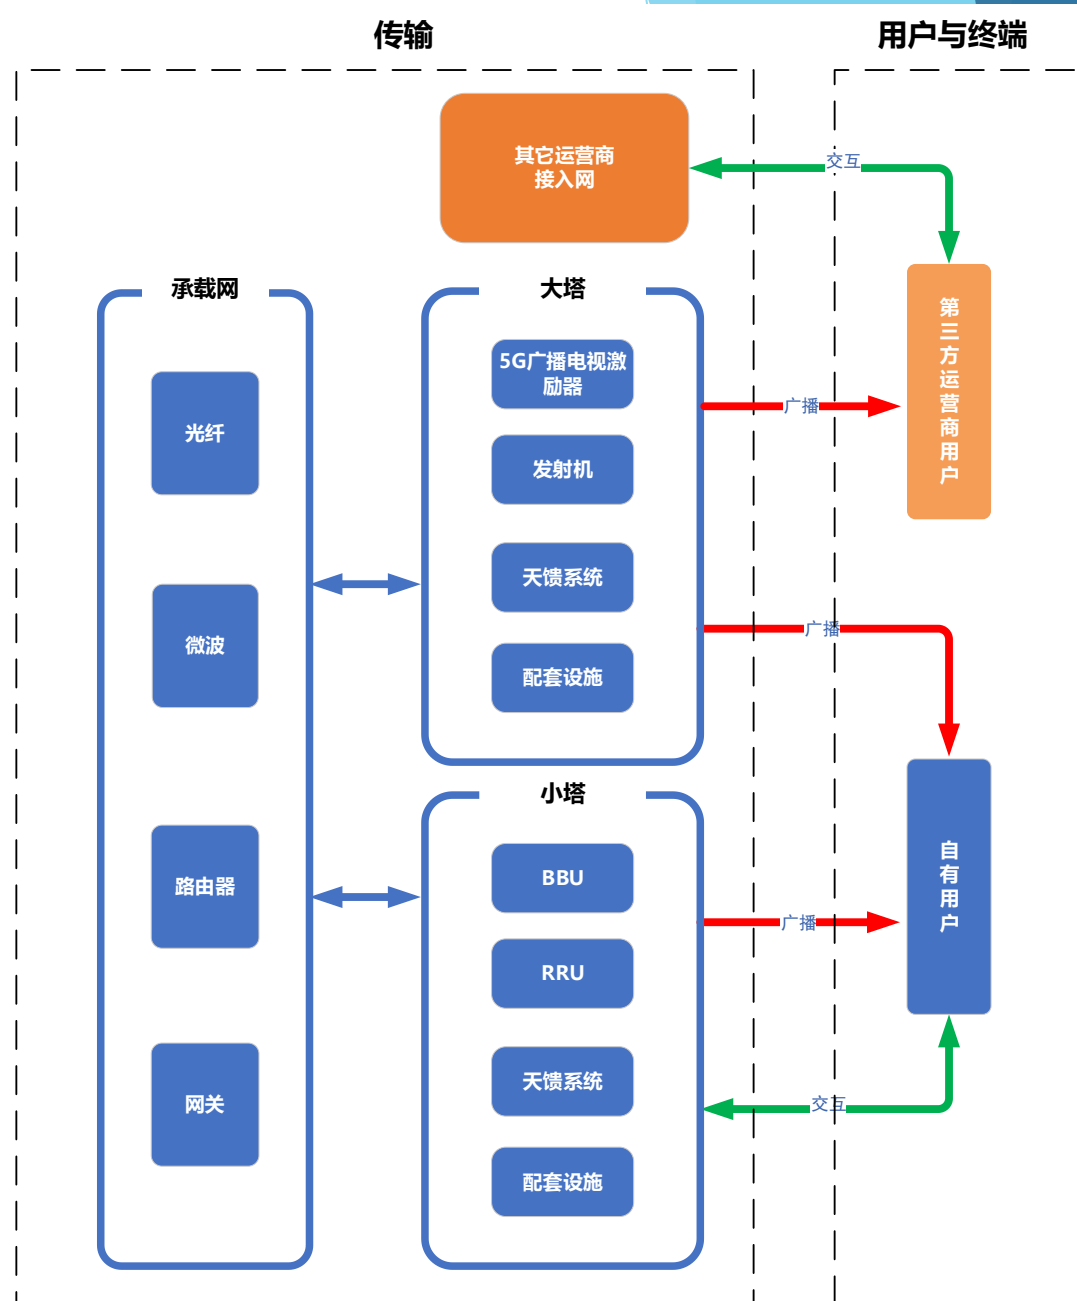 传输
用户与终端
其它运营商
接入网
交互
承载网
大塔
第三方运营商用户
光纤
5G广播电视激
励器
广播
发射机
微波
天馈系统
广播
配套设施
小塔
路由器
BBU
自有用户
广播
RRU
网关
天馈系统
交互
配套设施